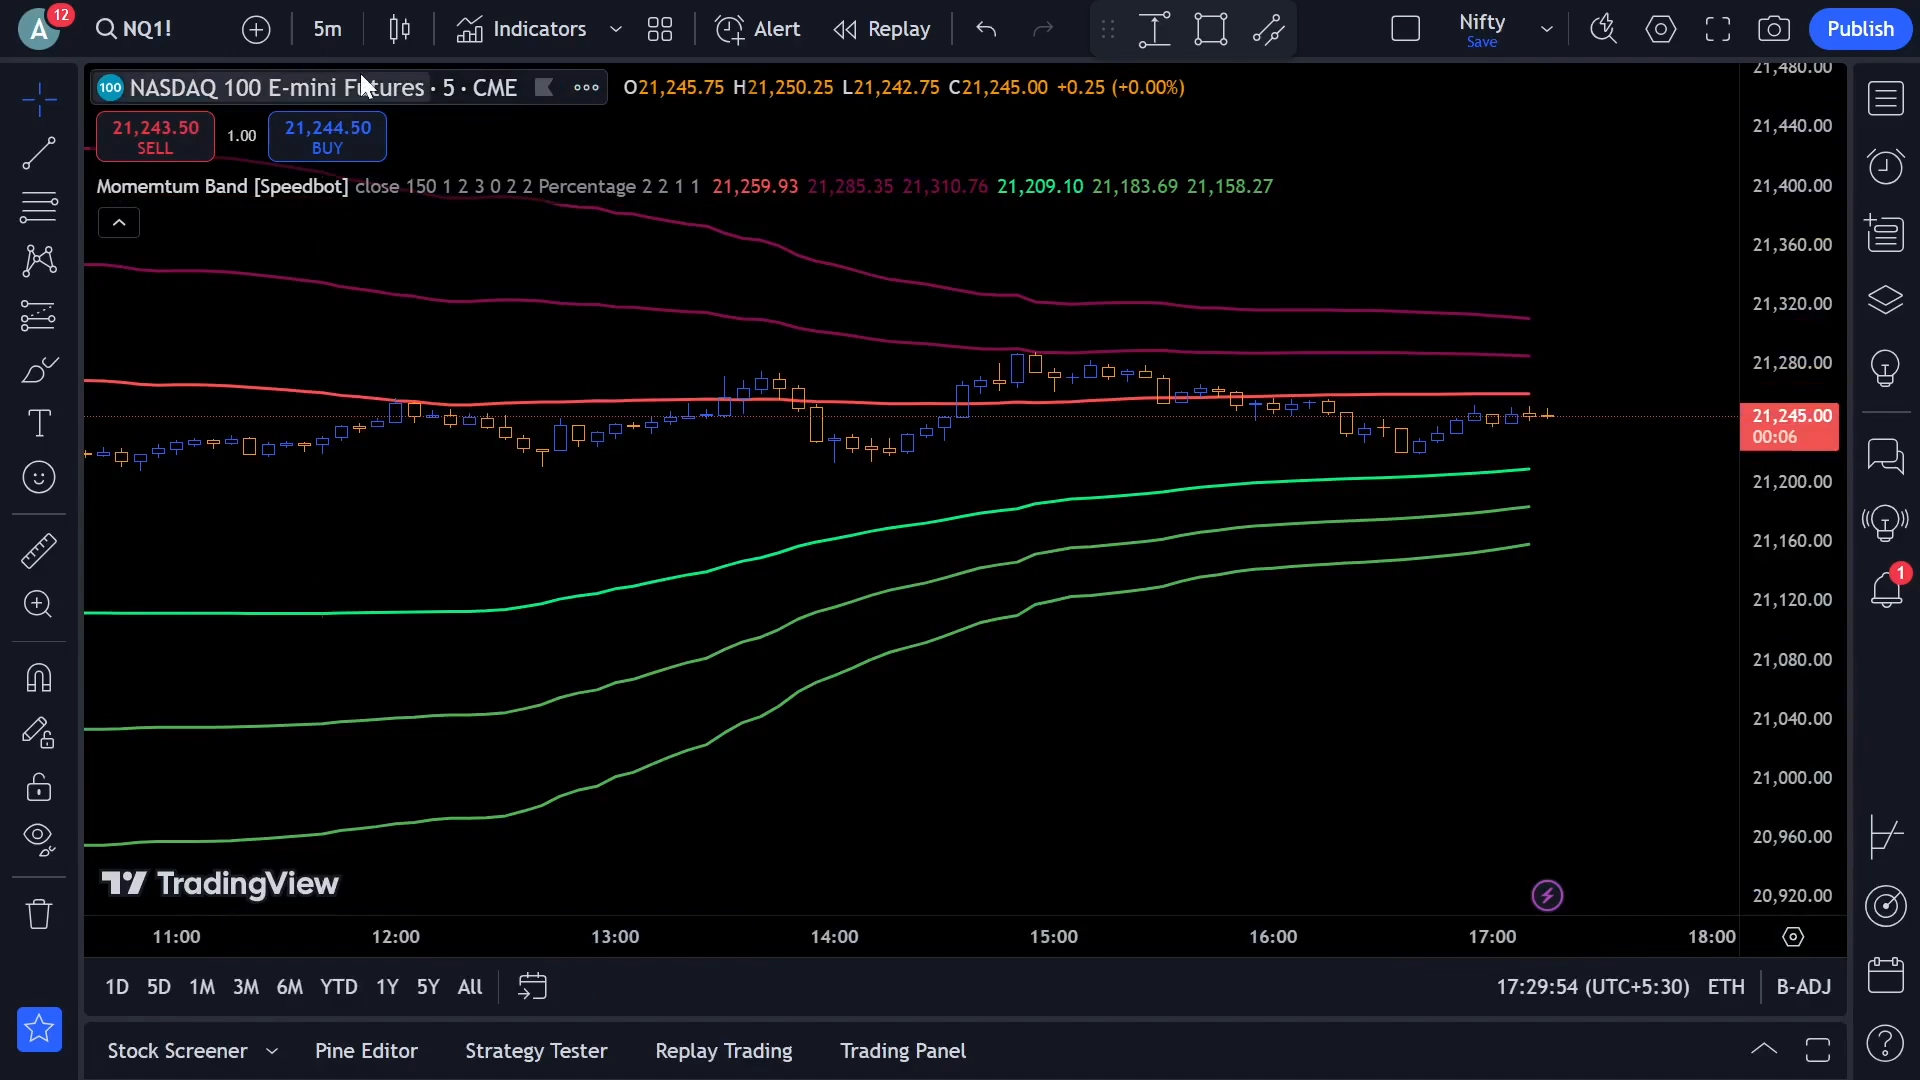 A 12 NQ1! 5m Indicators Alert Replay Nifty Save Publish
100 NASDAQ 100 E-mini Futures · 5 · CME O21,245.75 H21,250.25 L21,242.75 C21,245.00 +0.25 (+0.00%)
21,243.50 SELL 1.00 21,244.50 BUY
Momemtum Band [Speedbot] close 150 1 2 3 0 2 2 Percentage 2 2 1 1 21,259.93 21,285.35 21,310.76 21,209.10 21,183.69 21,158.27
21,480.00
21,440.00
21,400.00
21,360.00
21,320.00
21,280.00
21,245.00
00:06
21,200.00
21,160.00
21,120.00
1
21,080.00
21,040.00
21,000.00
20,960.00
20,920.00
TradingView
11:00 12:00 13:00 14:00 15:00 16:00 17:00 18:00
1D 5D 1M 3M 6M YTD 1Y 5Y All 17:29:54 (UTC+5:30) ETH B-ADJ
Stock Screener Pine Editor Strategy Tester Replay Trading Trading Panel